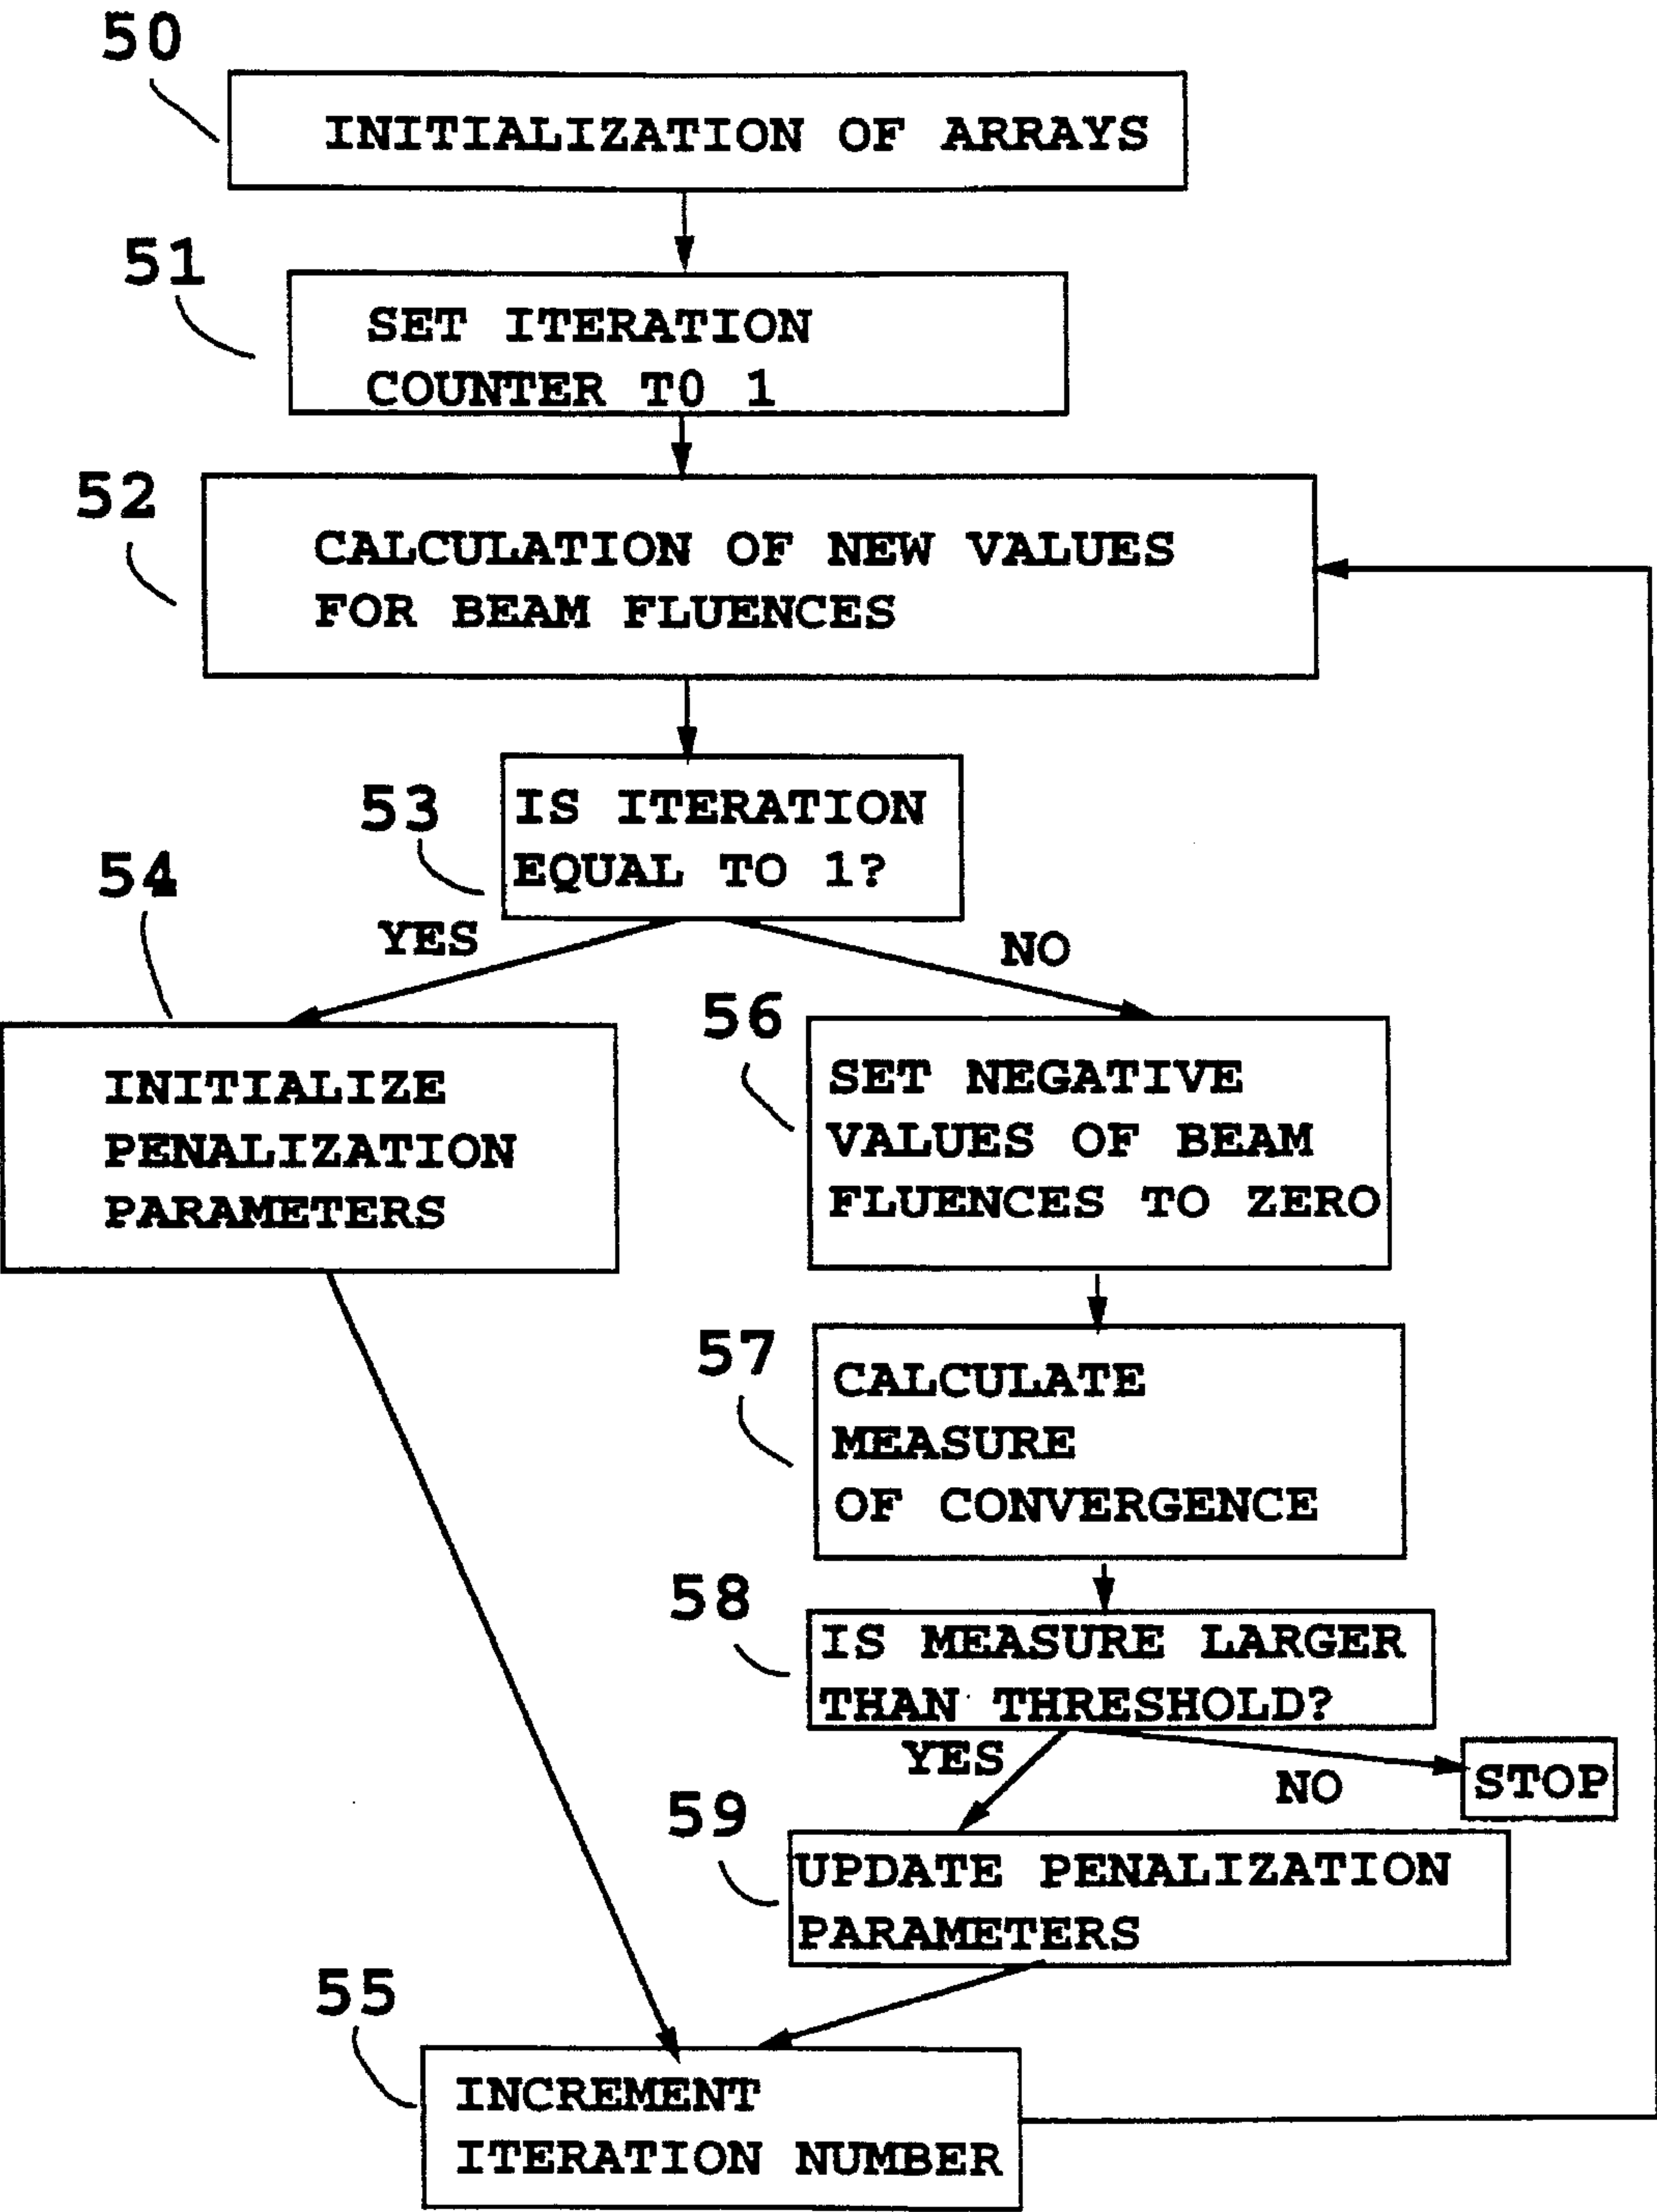 50
INITIALIZATION OF ARRAYS
51
SET ITERATION
COUNTER TO 1
52
CALCULATION OF NEW VALUES
FOR BEAM FLUENCES
53
IS ITERATION
EQUAL TO 1?
54
YES
NO
INITIALIZE
PENALIZATION
PARAMETERS
56
SET NEGATIVE
VALUES OF BEAM
FLUENCES TO ZERO
57
CALCULATE
MEASURE
OF CONVERGENCE
58
IS MEASURE LARGER
THAN THRESHOLD?
YES
NO
STOP
59
UPDATE PENALIZATION
PARAMETERS
55
INCREMENT
ITERATION NUMBER